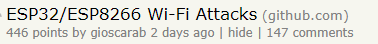 ESP32/ESP8266 Wi-Fi Attacks (github.com)
446 points by gioscarab 2 days ago | hide | 147 comments